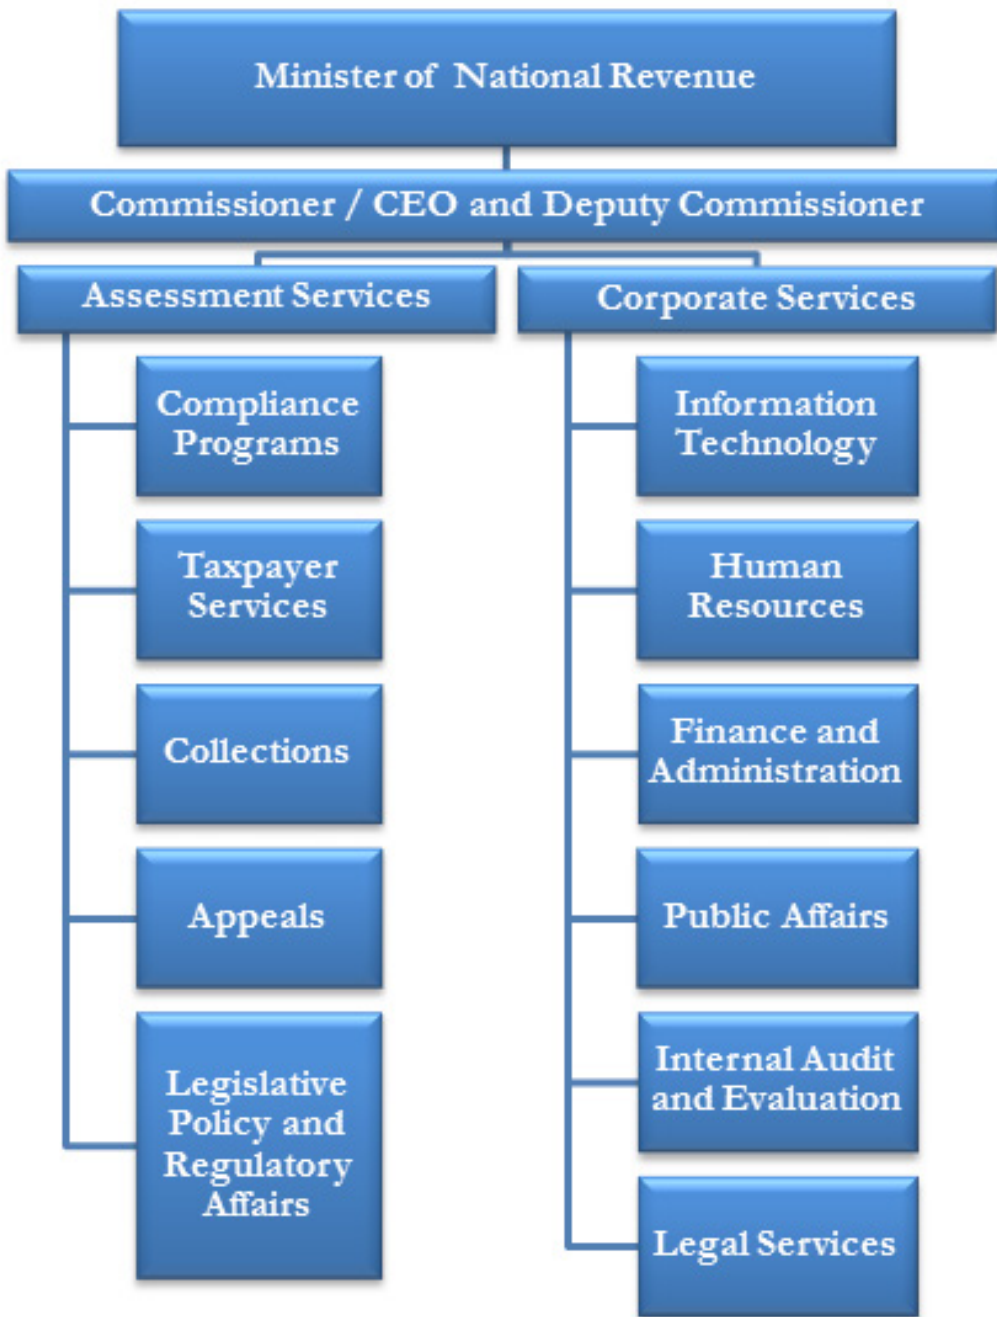 Minister of National Revenue
Commissioner / CEO and Deputy Commissioner
Assessment Services
Compliance
Programs
Taxpayer
Services
Collections
Appeals
Legislative
Policy and
Regulatory
Affairs
Corporate Services
Information
Technology
Human
Resources
Finance and
Administration
Public Affairs
Internal Audit
and Evaluation
Legal Services